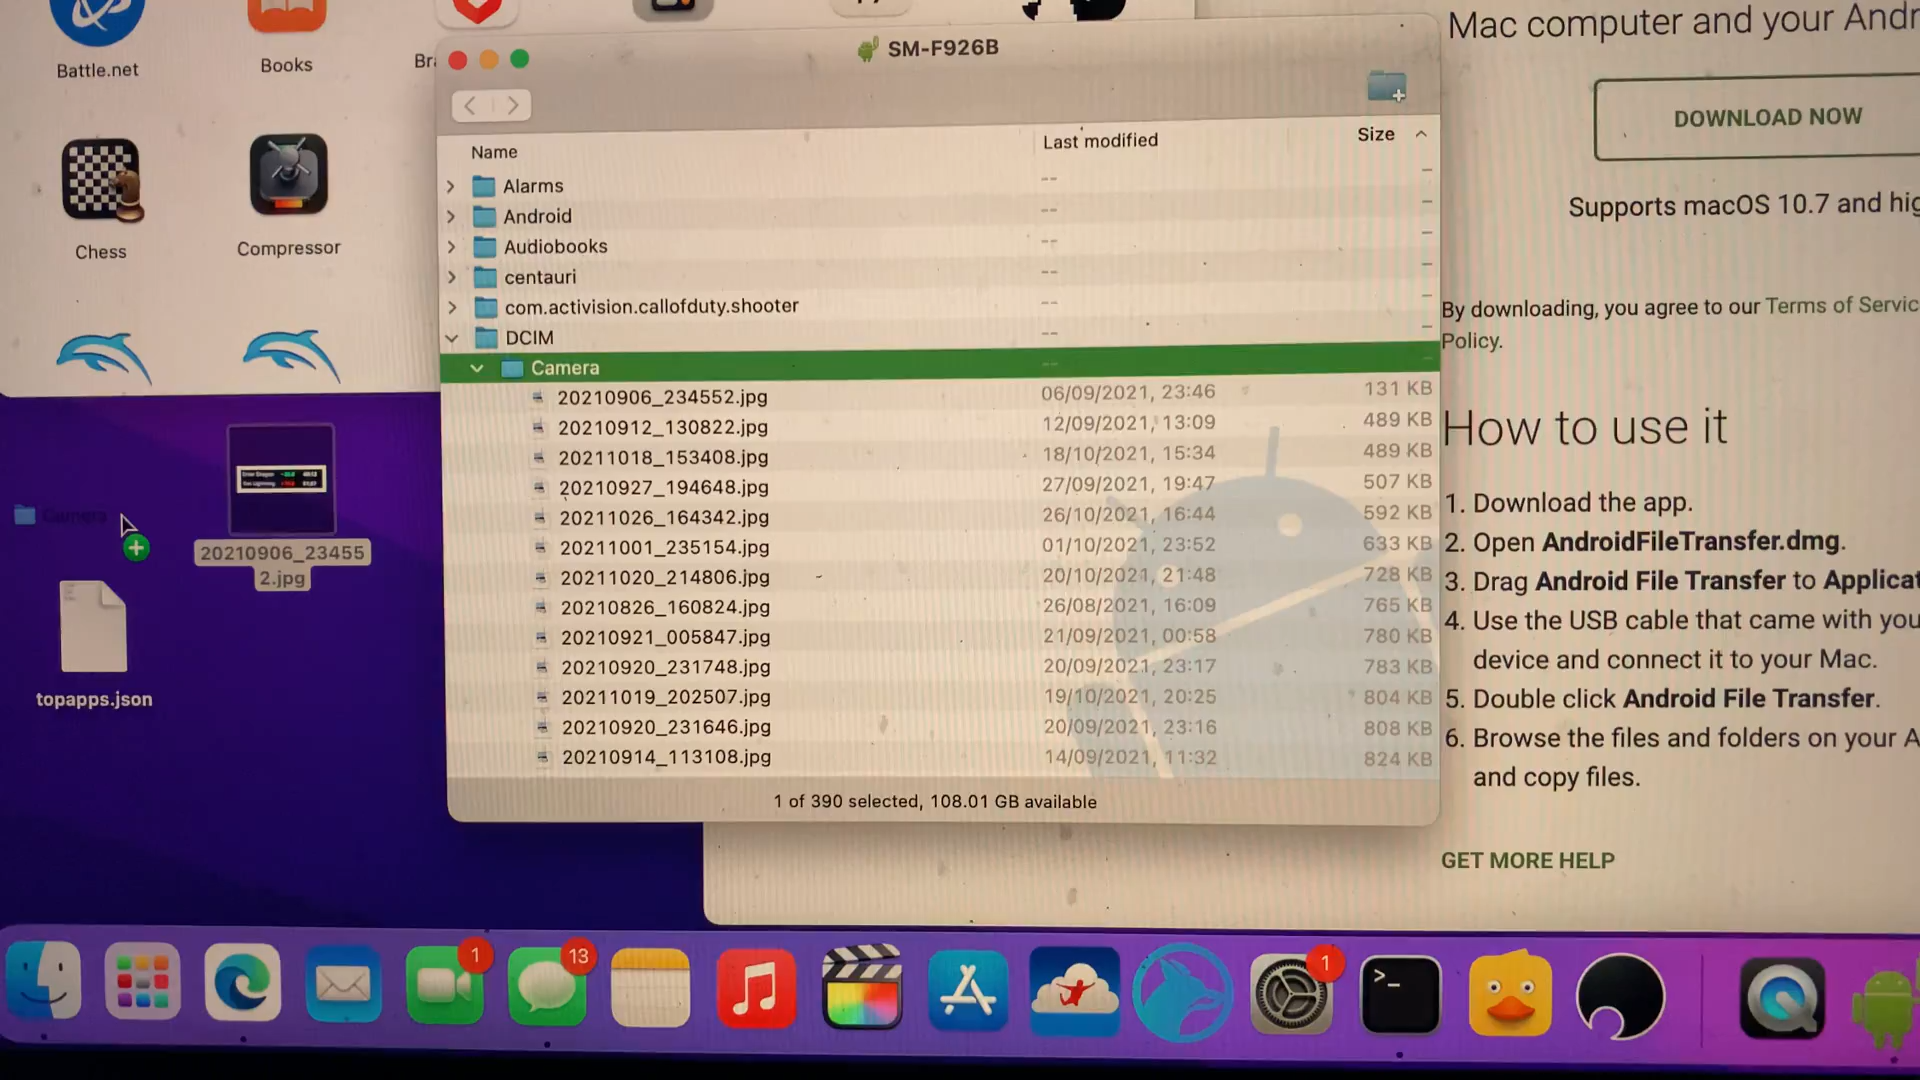 Battle.net
Books
Bra
Chess
Compressor
Camera
20210906_23455
2.jpg
topapps.json
SM-F926B
Name
Last modified
Size
Alarms
--
Android
--
Audiobooks
--
centauri
--
com.activision.callofduty.shooter
--
DCIM
--
Camera
--
20210906_234552.jpg 06/09/2021, 23:46 131 KB
20210912_130822.jpg 12/09/2021, 13:09 489 KB
20211018_153408.jpg 18/10/2021, 15:34 489 KB
20210927_194648.jpg 27/09/2021, 19:47 507 KB
20211026_164342.jpg 26/10/2021, 16:44 592 KB
20211001_235154.jpg 01/10/2021, 23:52 633 KB
20211020_214806.jpg 20/10/2021, 21:48 728 KB
20210826_160824.jpg 26/08/2021, 16:09 765 KB
20210921_005847.jpg 21/09/2021, 00:58 780 KB
20210920_231748.jpg 20/09/2021, 23:17 783 KB
20211019_202507.jpg 19/10/2021, 20:25 804 KB
20210920_231646.jpg 20/09/2021, 23:16 808 KB
20210914_113108.jpg 14/09/2021, 11:32 824 KB
1 of 390 selected, 108.01 GB available
Mac computer and your Andr
DOWNLOAD NOW
Supports macOS 10.7 and hig
By downloading, you agree to our Terms of Servic
Policy.
How to use it
1. Download the app.
2. Open AndroidFileTransfer.dmg.
3. Drag Android File Transfer to Applicat
4. Use the USB cable that came with you
device and connect it to your Mac.
5. Double click Android File Transfer.
6. Browse the files and folders on your A
and copy files.
GET MORE HELP
1
13
1